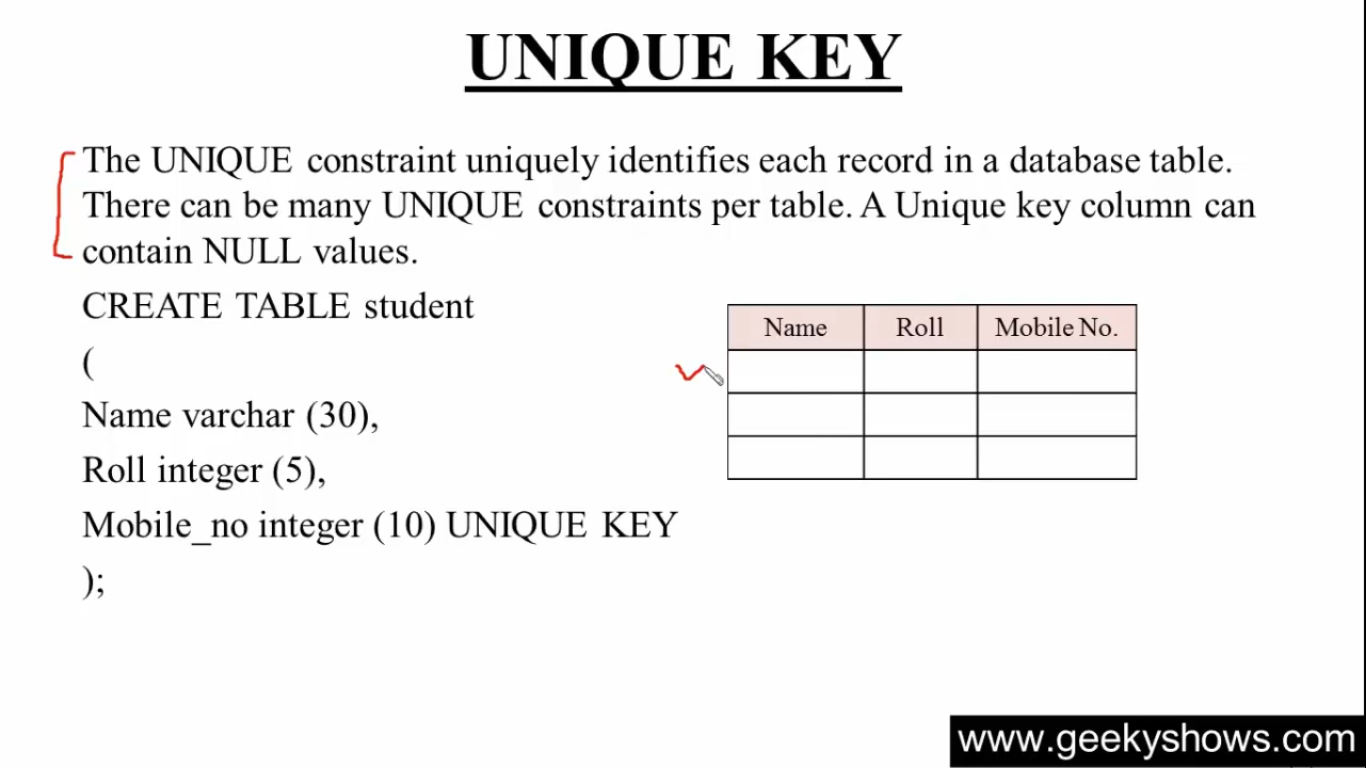 UNIQUE KEY
The UNIQUE constraint uniquely identifies each record in a database table.
There can be many UNIQUE constraints per table. A Unique key column can
contain NULL values.
CREATE TABLE student
(
Name varchar (30),
Roll integer (5),
Mobile_no integer (10) UNIQUE KEY
);
Name Roll Mobile No.
www.geekyshows.com